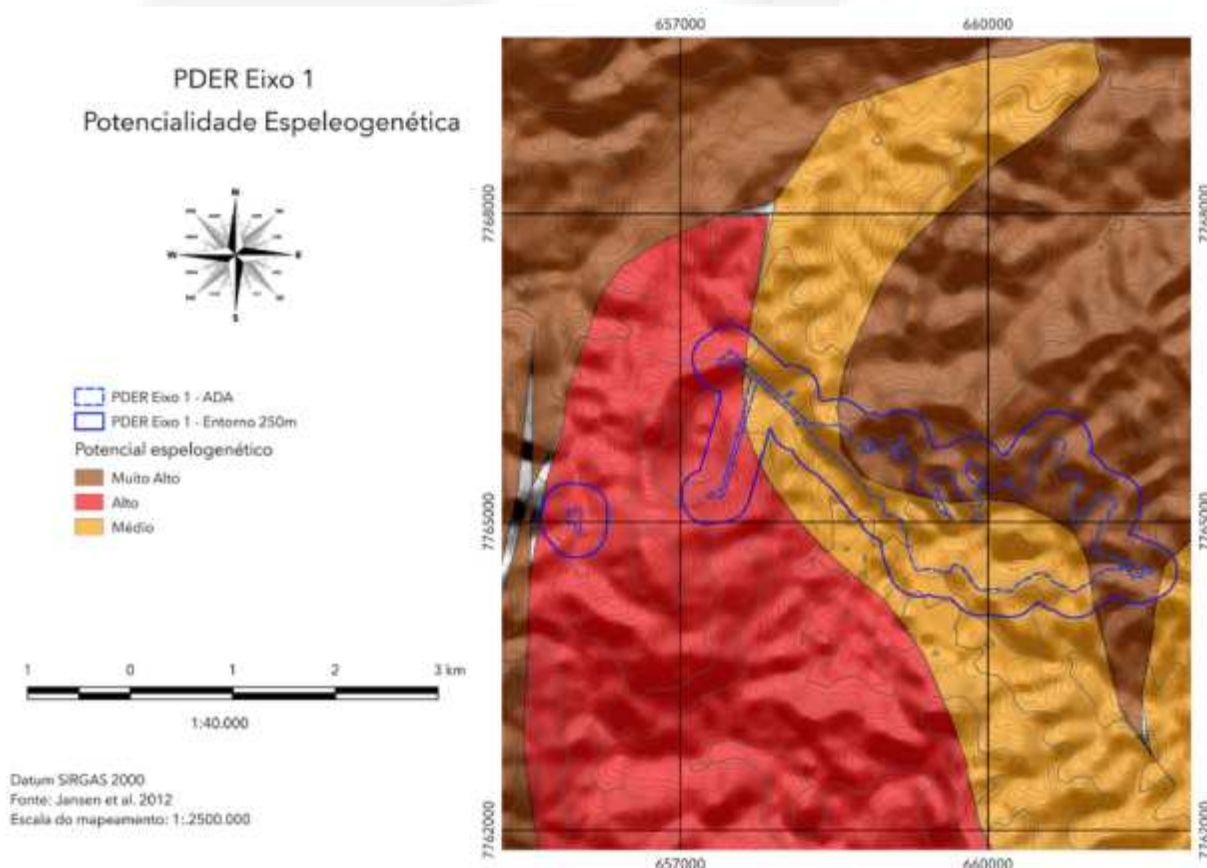 PDER Eixo 1
Potencialidade Espeleogenética
N
W
E
S
PDER Eixo 1 - ADA
PDER Eixo 1 - Entorno 250m
Potencial espelogenético
Muito Alto
Alto
Médio
1 0 1 2 3 km
1:40.000
Datum SIRGAS 2000
Fonte: Jansen et al. 2012
Escala do mapeamento: 1:.2500.000
657000 660000
7768000 7768000
7765000 7765000
7762000 7762000
657000 660000